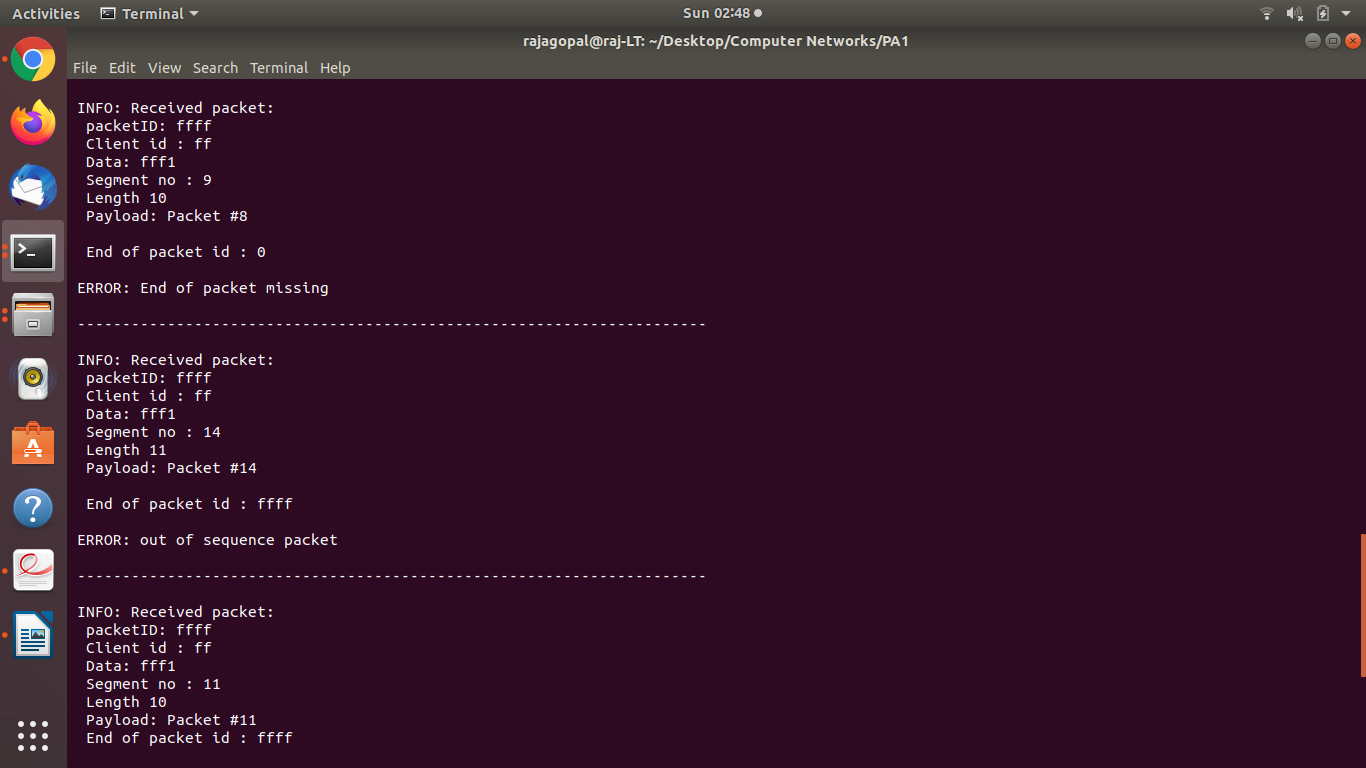 Activities Terminal Sun 02:48
rajagopal@raj-LT: ~/Desktop/Computer Networks/PA1
File Edit View Search Terminal Help
INFO: Received packet:
packetID: ffff
Client id : ff
Data: fff1
Segment no : 9
Length 10
Payload: Packet #8
End of packet id : 0
ERROR: End of packet missing
----------------------------------------------------------------------
INFO: Received packet:
packetID: ffff
Client id : ff
Data: fff1
Segment no : 14
Length 11
Payload: Packet #14
End of packet id : ffff
ERROR: out of sequence packet
----------------------------------------------------------------------
INFO: Received packet:
packetID: ffff
Client id : ff
Data: fff1
Segment no : 11
Length 10
Payload: Packet #11
End of packet id : ffff